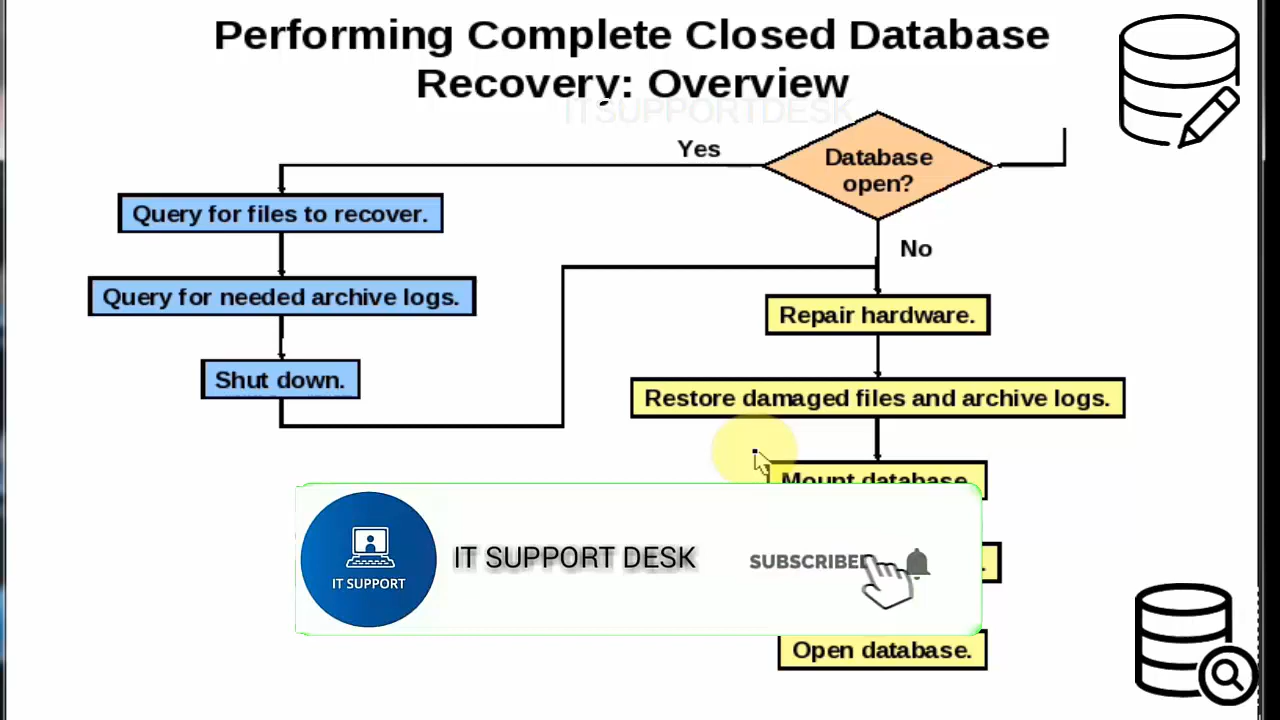 Performing Complete Closed Database
Recovery: Overview
ITSUPPORTDESK
Database
open?
Yes
No
Query for files to recover.
Query for needed archive logs.
Shut down.
Repair hardware.
Restore damaged files and archive logs.
Mount database.
IT SUPPORT
IT SUPPORT DESK
SUBSCRIBED
Open database.